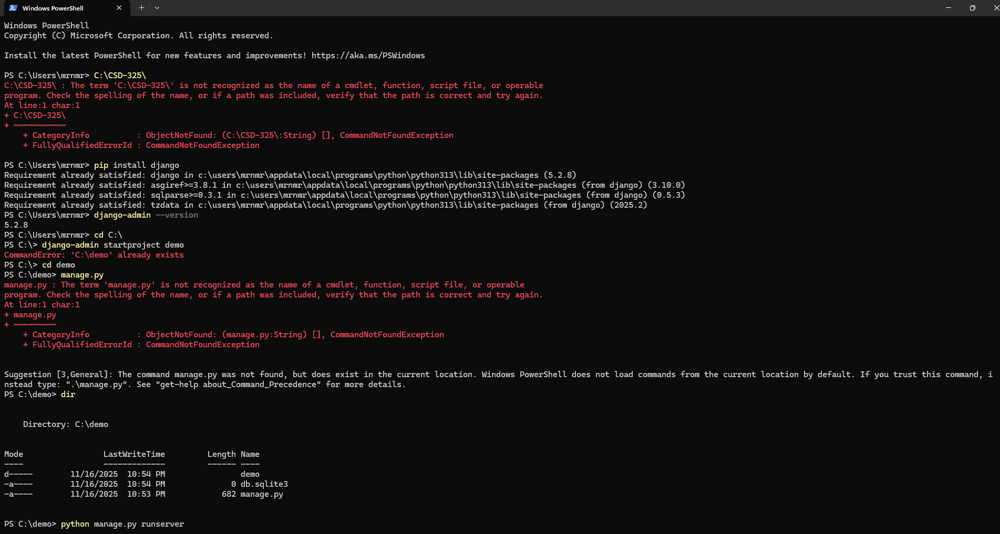 Windows PowerShell
Windows PowerShell
Copyright (C) Microsoft Corporation. All rights reserved.
Install the latest PowerShell for new features and improvements! https://aka.ms/PSWindows
PS C:\Users\mrnmr> C:\CSD-325\
C:\CSD-325\ : The term 'C:\CSD-325\' is not recognized as the name of a cmdlet, function, script file, or operable
program. Check the spelling of the name, or if a path was included, verify that the path is correct and try again.
At line:1 char:1
+ C:\CSD-325\
+ ~~~~~~~~~~~
    + CategoryInfo          : ObjectNotFound: (C:\CSD-325\:String) [], CommandNotFoundException
    + FullyQualifiedErrorId : CommandNotFoundException
PS C:\Users\mrnmr> pip install django
Requirement already satisfied: django in c:\users\mrnmr\appdata\local\programs\python\python313\lib\site-packages (5.2.8)
Requirement already satisfied: asgiref>=3.8.1 in c:\users\mrnmr\appdata\local\programs\python\python313\lib\site-packages (from django) (3.10.0)
Requirement already satisfied: sqlparse>=0.3.1 in c:\users\mrnmr\appdata\local\programs\python\python313\lib\site-packages (from django) (0.5.3)
Requirement already satisfied: tzdata in c:\users\mrnmr\appdata\local\programs\python\python313\lib\site-packages (from django) (2025.2)
PS C:\Users\mrnmr> django-admin --version
5.2.8
PS C:\Users\mrnmr> cd C:\
PS C:\> django-admin startproject demo
CommandError: 'C:\demo' already exists
PS C:\> cd demo
PS C:\demo> manage.py
manage.py : The term 'manage.py' is not recognized as the name of a cmdlet, function, script file, or operable
program. Check the spelling of the name, or if a path was included, verify that the path is correct and try again.
At line:1 char:1
+ manage.py
+ ~~~~~~~~~
    + CategoryInfo          : ObjectNotFound: (manage.py:String) [], CommandNotFoundException
    + FullyQualifiedErrorId : CommandNotFoundException
Suggestion [3,General]: The command manage.py was not found, but does exist in the current location. Windows PowerShell does not load commands from the current location by default. If you trust this command, i
nstead type: ".\manage.py". See "get-help about_Command_Precedence" for more details.
PS C:\demo> dir
    Directory: C:\demo
Mode                 LastWriteTime         Length Name
----                 -------------         ------ ----
d-----        11/16/2025  10:54 PM                demo
-a----        11/16/2025  10:54 PM              0 db.sqlite3
-a----        11/16/2025  10:53 PM            682 manage.py
PS C:\demo> python manage.py runserver